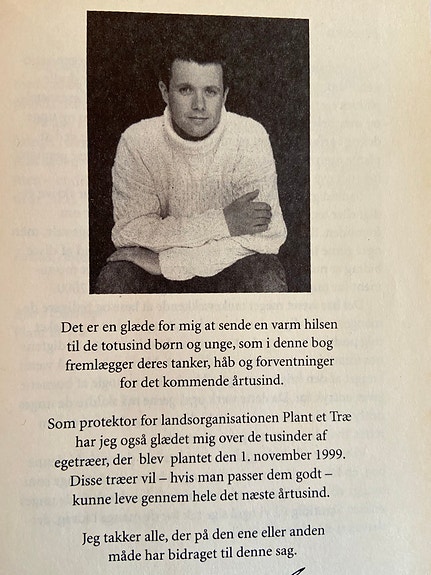 Det er en glæde for mig at sende en varm hilsen
til de totusind børn og unge, som i denne bog
fremlægger deres tanker, håb og forventninger
for det kommende årtusind.
Som protektor for landsorganisationen Plant et Træ
har jeg også glædet mig over de tusinder af
egetræer, der blev plantet den 1. november 1999.
Disse træer vil – hvis man passer dem godt –
kunne leve gennem hele det næste årtusind.
Jeg takker alle, der på den ene eller anden
måde har bidraget til denne sag.